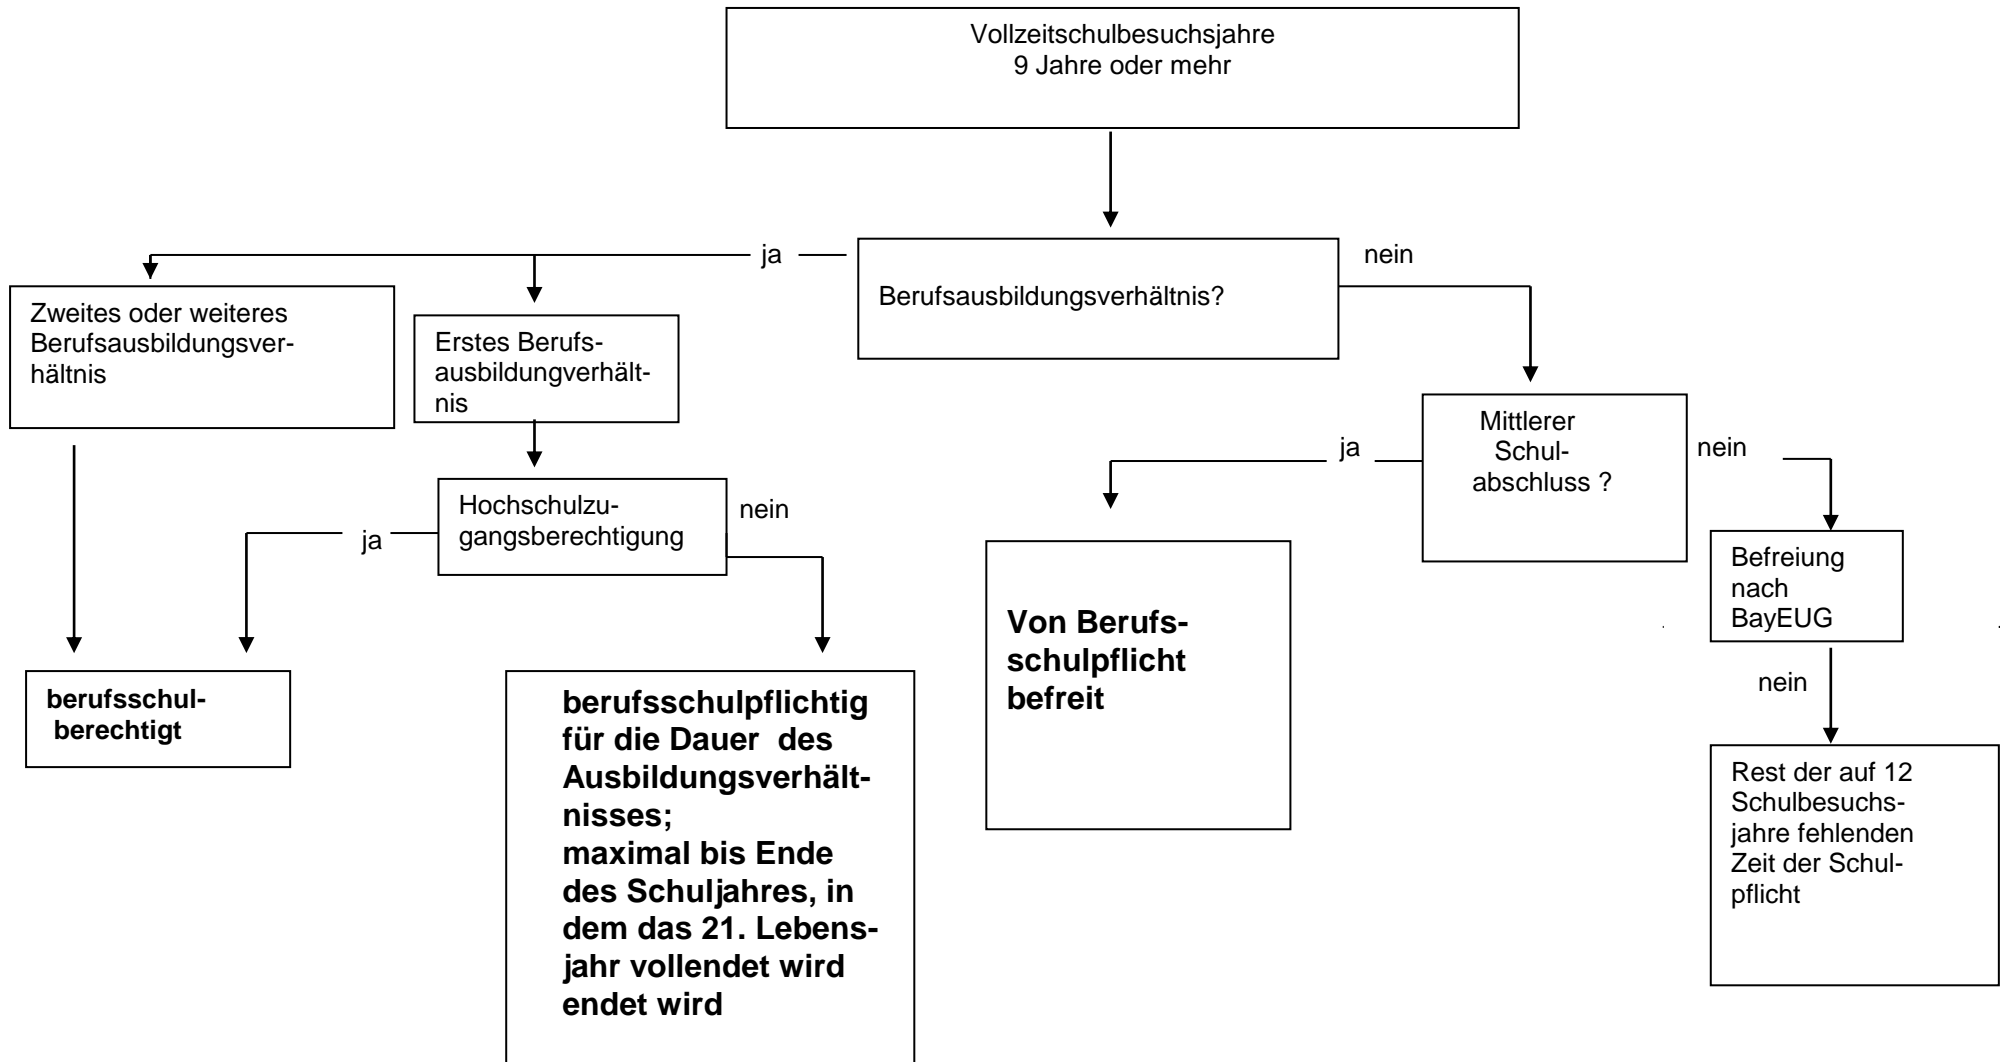 Vollzeitschulbesuchsjahre
9 Jahre oder mehr
ja
Berufsausbildungsverhältnis?
nein
Zweites oder weiteres
Berufsausbildungsver-
hältnis
Erstes Berufs-
ausbildungverhält-
nis
Mittlerer
Schul-
abschluss ?
ja
nein
Hochschulzu-
gangsberechtigung
ja
nein
Befreiung
nach
BayEUG
nein
Von Berufs-
schulpflicht
befreit
berufsschul-
berechtigt
berufsschulpflichtig
für die Dauer des
Ausbildungsverhält-
nisses;
maximal bis Ende
des Schuljahres, in
dem das 21. Lebens-
jahr vollendet wird
endet wird
Rest der auf 12
Schulbesuchs-
jahre fehlenden
Zeit der Schul-
pflicht